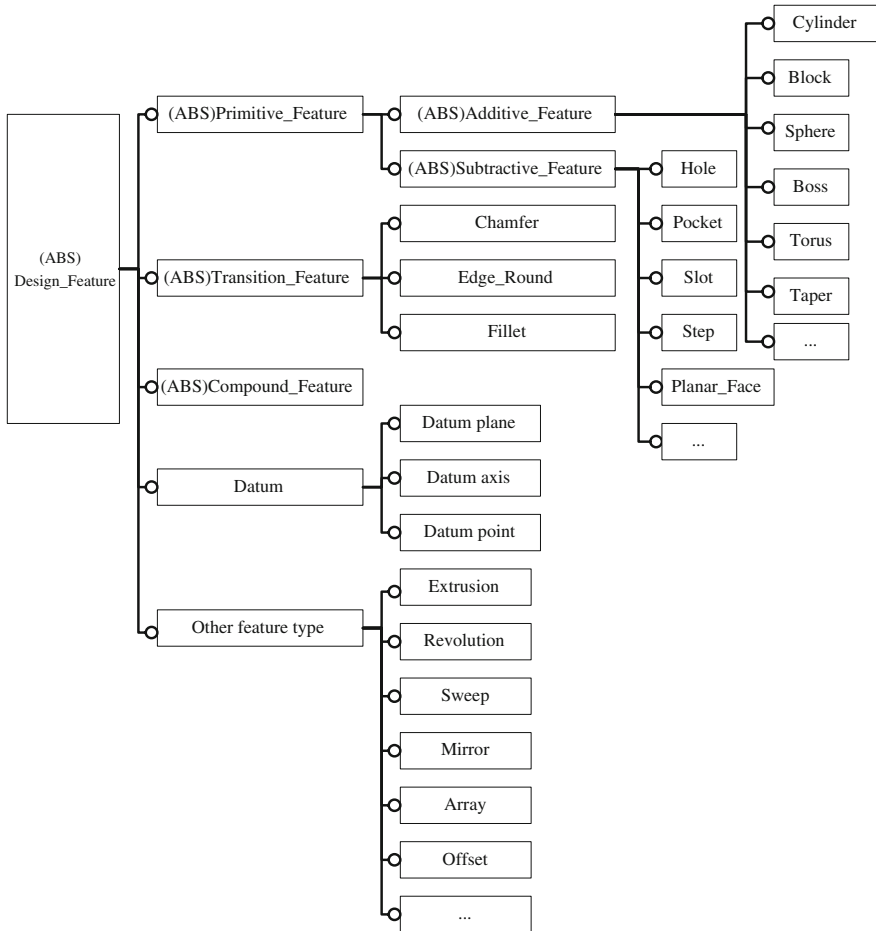 (ABS)
Design_Feature
(ABS)Primitive_Feature
(ABS)Additive_Feature
Cylinder
Block
Sphere
Boss
Torus
Taper
...
(ABS)Subtractive_Feature
Hole
Pocket
Slot
Step
Planar_Face
...
(ABS)Transition_Feature
Chamfer
Edge_Round
Fillet
(ABS)Compound_Feature
Datum
Datum plane
Datum axis
Datum point
Other feature type
Extrusion
Revolution
Sweep
Mirror
Array
Offset
...